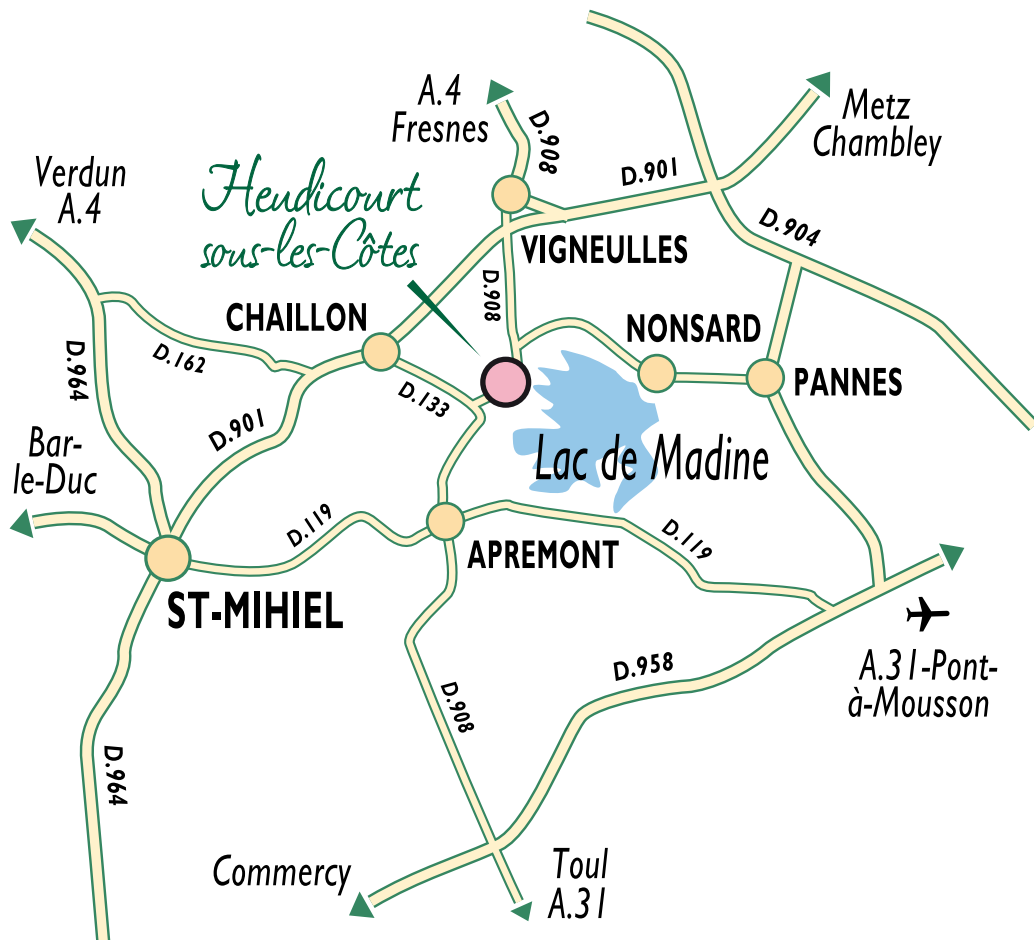 A.4
Fresnes
D.908
Metz
Chambley
Verdun
A.4
Heudicourt
sous-les-Côtes
D.901
VIGNEULLES
D.904
D.908
CHAILLON
NONSARD
D.162
D.964
D.133
PANNES
D.901
Bar-
le-Duc
Lac de Madine
D.119
D.119
APREMONT
ST-MIHIEL
D.958
A.31-Pont-
à-Mousson
D.908
D.964
Commercy
Toul
A.31